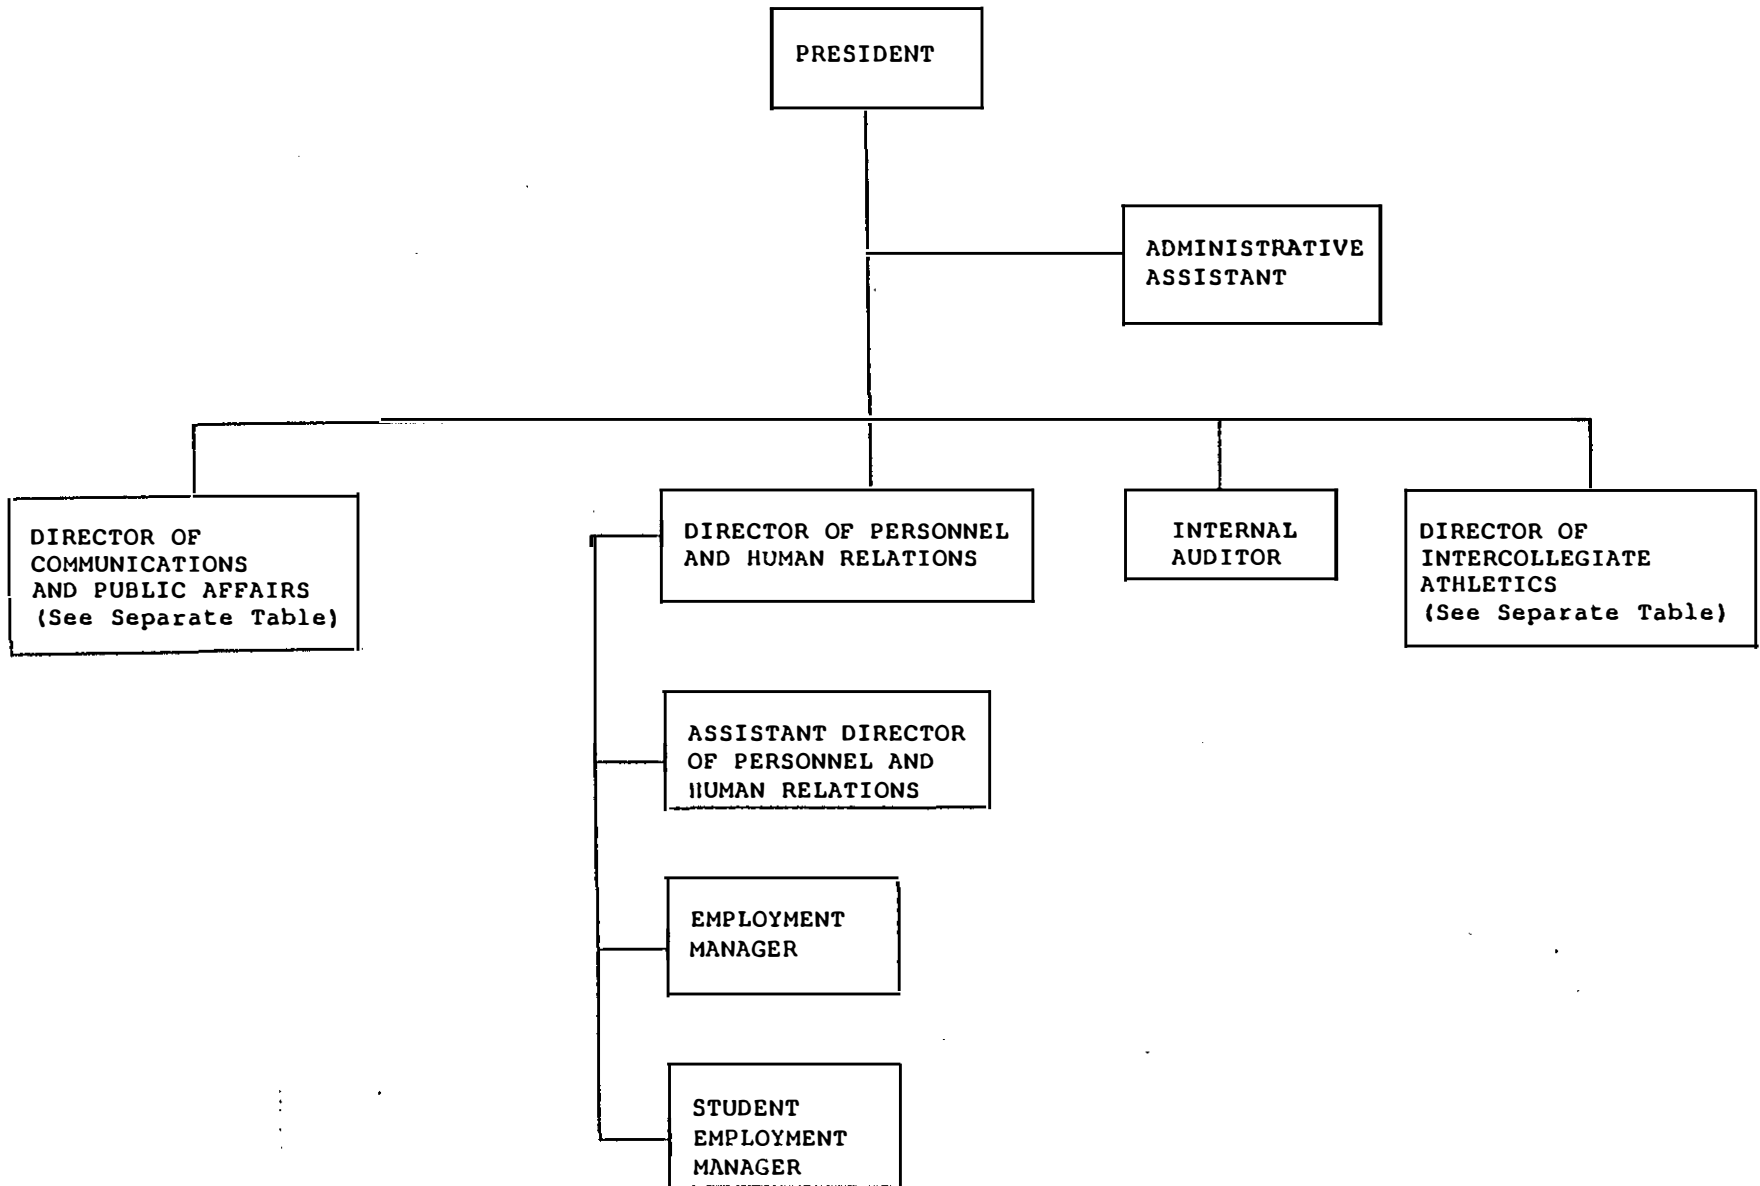 PRESIDENT
ADMINISTRATIVE
ASSISTANT
DIRECTOR OF
COMMUNICATIONS
AND PUBLIC AFFAIRS
(See Separate Table)
DIRECTOR OF PERSONNEL
AND HUMAN RELATIONS
INTERNAL
AUDITOR
DIRECTOR OF
INTERCOLLEGIATE
ATHLETICS
(See Separate Table)
ASSISTANT DIRECTOR
OF PERSONNEL AND
HUMAN RELATIONS
EMPLOYMENT
MANAGER
STUDENT
EMPLOYMENT
MANAGER